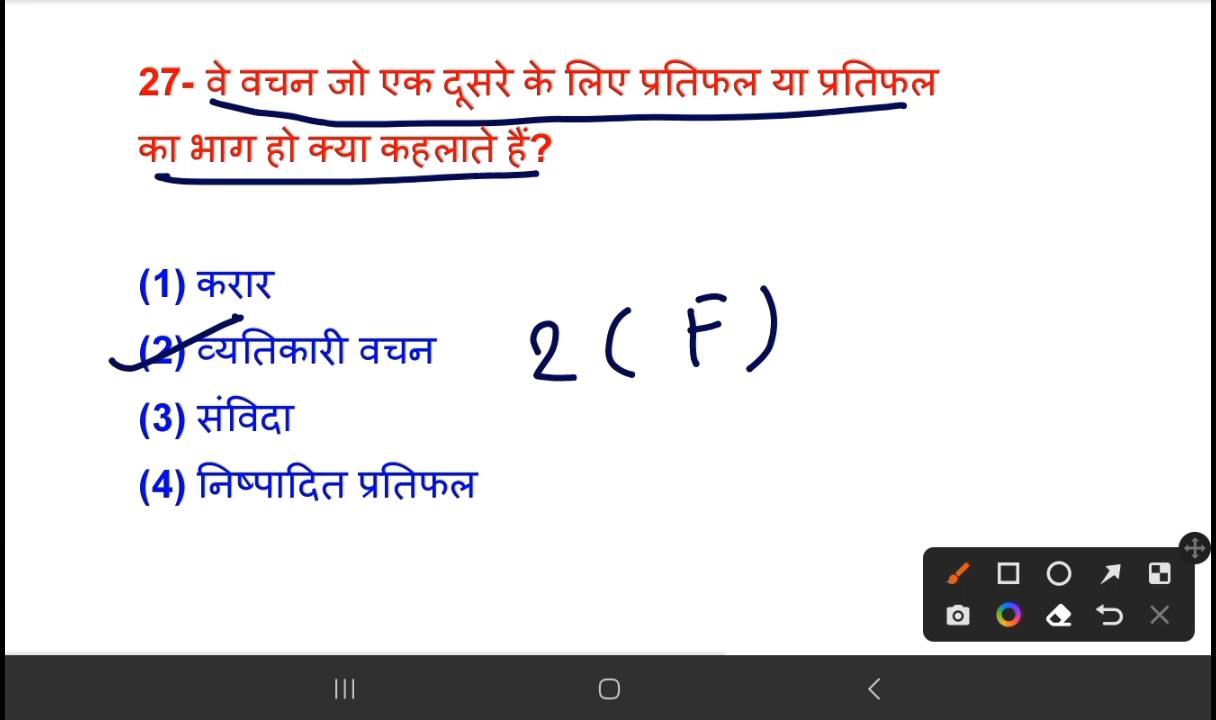 27- वे वचन जो एक दूसरे के लिए प्रतिफल या प्रतिफल
का भाग हो क्या कहलाते हैं?
(1) करार
(2) व्यतिकारी वचन 2 (F)
(3) संविदा
(4) निष्पादित प्रतिफल